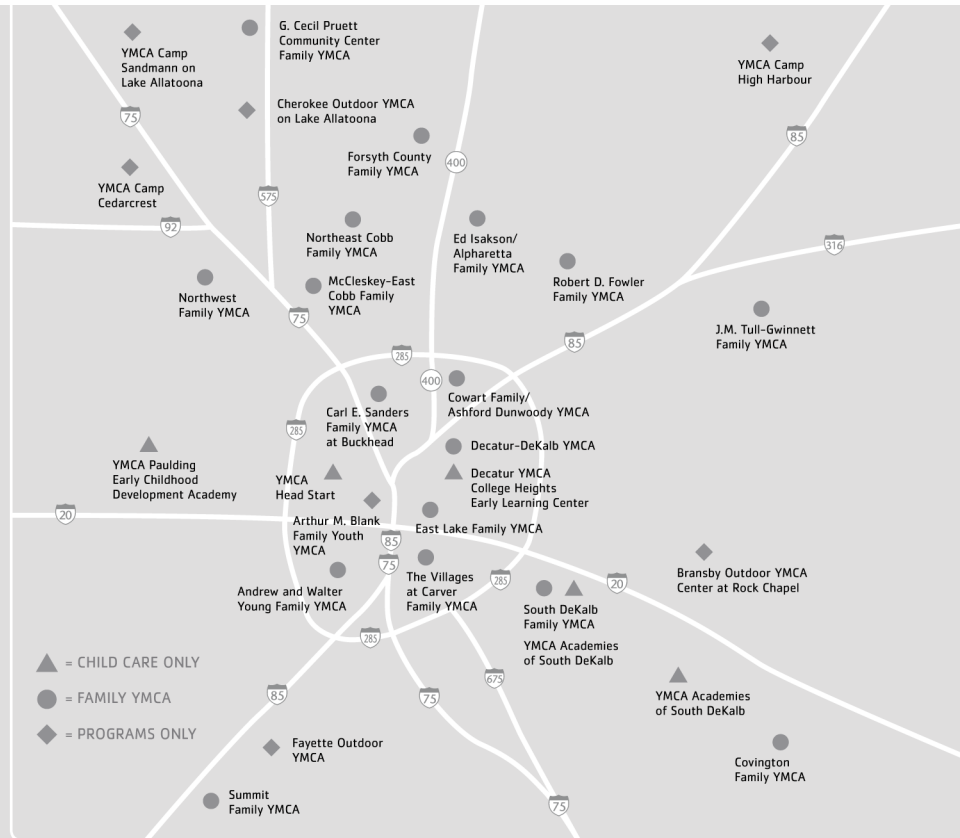 YMCA Camp
Sandmann on
Lake Allatoona
G. Cecil Pruett
Community Center
Family YMCA
YMCA Camp
High Harbour
Cherokee Outdoor YMCA
on Lake Allatoona
75
85
Forsyth County
Family YMCA
400
YMCA Camp
Cedarcrest
575
92
Northeast Cobb
Family YMCA
Ed Isakson/
Alpharetta
Family YMCA
316
Northwest
Family YMCA
McCleskey-East
Cobb Family
YMCA
Robert D. Fowler
Family YMCA
75
J.M. Tull-Gwinnett
Family YMCA
85
285
400
Cowart Family/
Ashford Dunwoody YMCA
Carl E. Sanders
Family YMCA
at Buckhead
285
Decatur-DeKalb YMCA
YMCA Paulding
Early Childhood
Development Academy
YMCA
Head Start
Decatur YMCA
College Heights
Early Learning Center
20
Arthur M. Blank
Family Youth
YMCA
East Lake Family YMCA
85
75
Andrew and Walter
Young Family YMCA
The Villages
at Carver
Family YMCA
285
20
Bransby Outdoor YMCA
Center at Rock Chapel
South DeKalb
Family YMCA
YMCA Academies
of South DeKalb
285
= CHILD CARE ONLY
= FAMILY YMCA
= PROGRAMS ONLY
85
75
675
YMCA Academies
of South DeKalb
Fayette Outdoor
YMCA
Covington
Family YMCA
Summit
Family YMCA
75